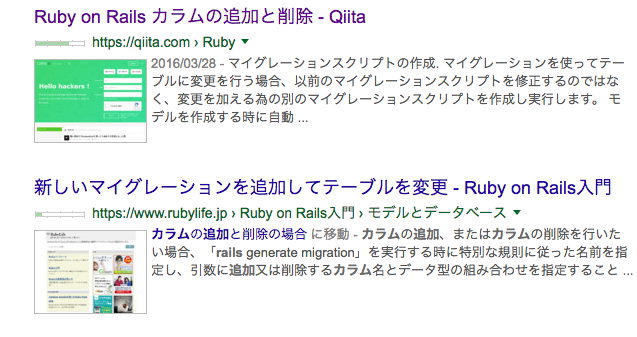 Ruby on Rails カラムの追加と削除 - Qiita
https://qiita.com › Ruby ▼
Hello hackers !
2016/03/28 - マイグレーションスクリプトの作成. マイグレーションを使ってテー
ブルに変更を行う場合、以前のマイグレーションスクリプトを修正するのではな
く、変更を加える為の別のマイグレーションスクリプトを作成し実行します。 モ
デルを作成する時に自動 ...
新しいマイグレーションを追加してテーブルを変更 - Ruby on Rails入門
https://www.rubylife.jp › Ruby on Rails入門 › モデルとデータベース ▼
カラムの追加と削除の場合 に移動 - カラムの追加、またはカラムの削除を行いた
い場合、「rails generate migration」を実行する時に特別な規則に従った名前を指
定し、引数に追加又は削除するカラム名とデータ型の組み合わせを指定すること ...